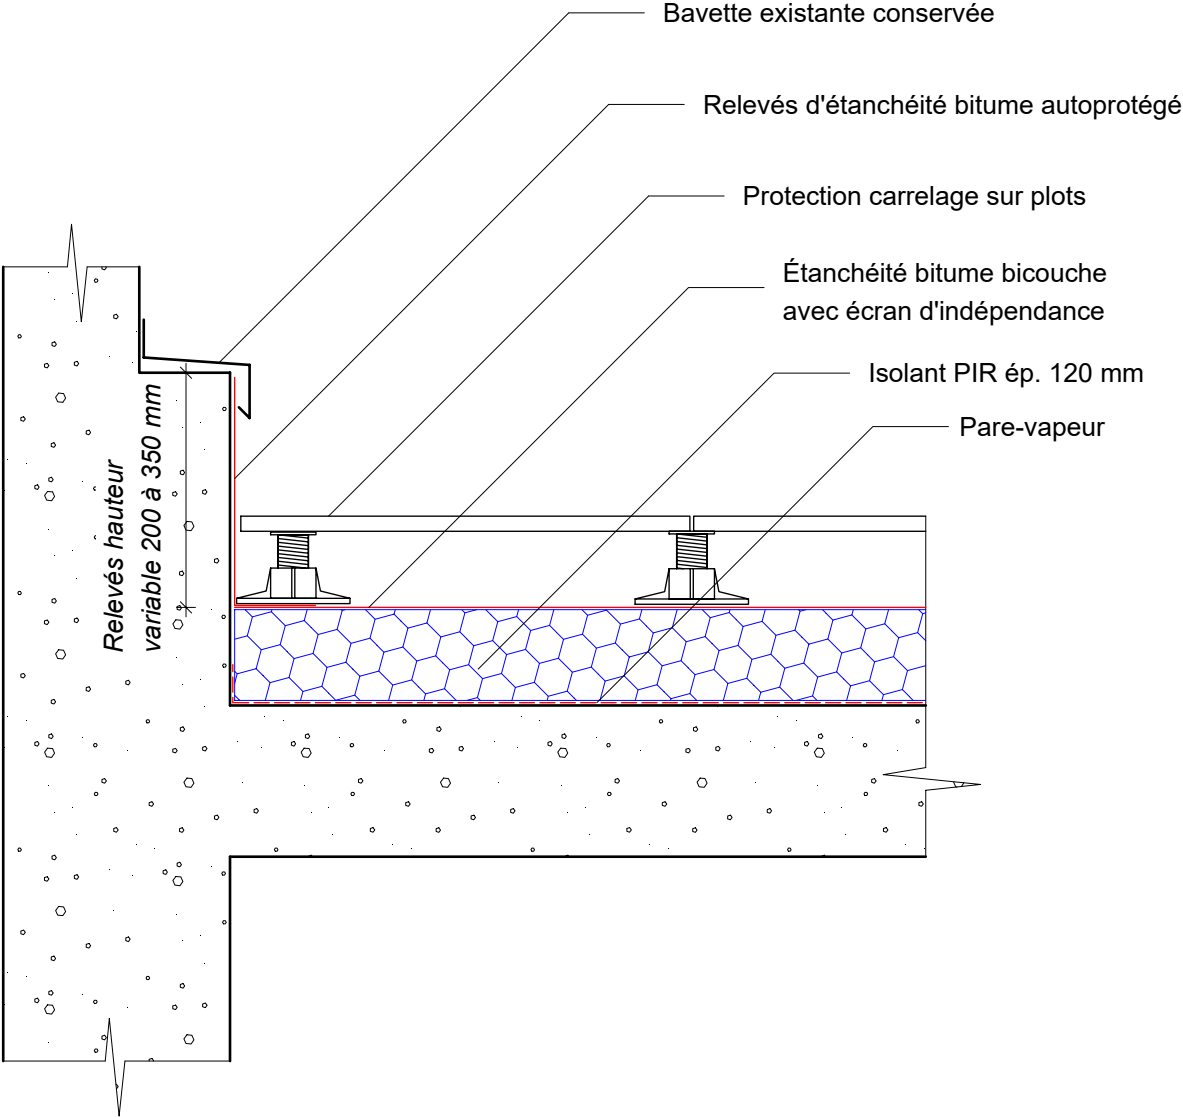 Bavette existante conservée
Relevés d'étanchéité bitume autoprotégé
Protection carrelage sur plots
Étanchéité bitume bicouche
avec écran d'indépendance
Isolant PIR ép. 120 mm
Pare-vapeur
Relevés hauteur
variable 200 à 350 mm